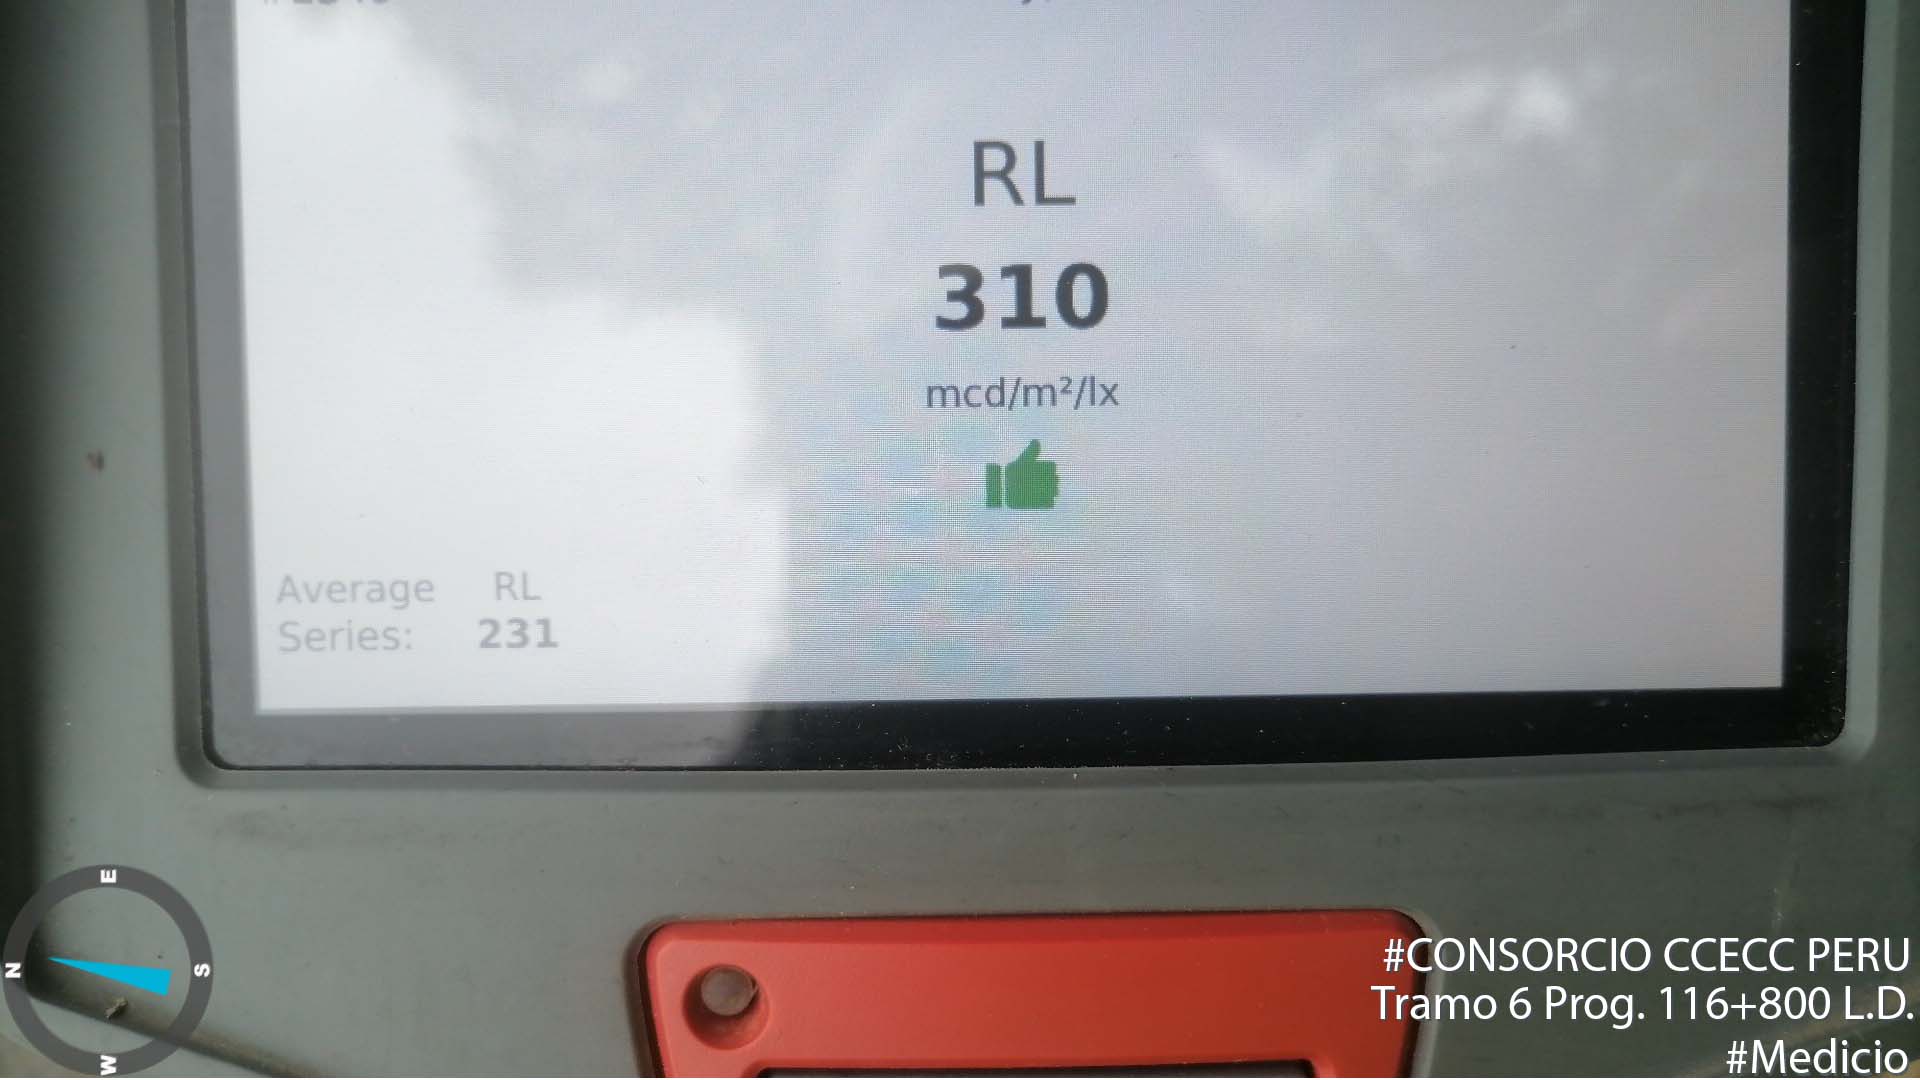 RL
310
mcd/m²/lx
Average RL
Series: 231
E
N
S
W
#CONSORCIO CCECC PERU
Tramo 6 Prog. 116+800 L.D.
#Medicio